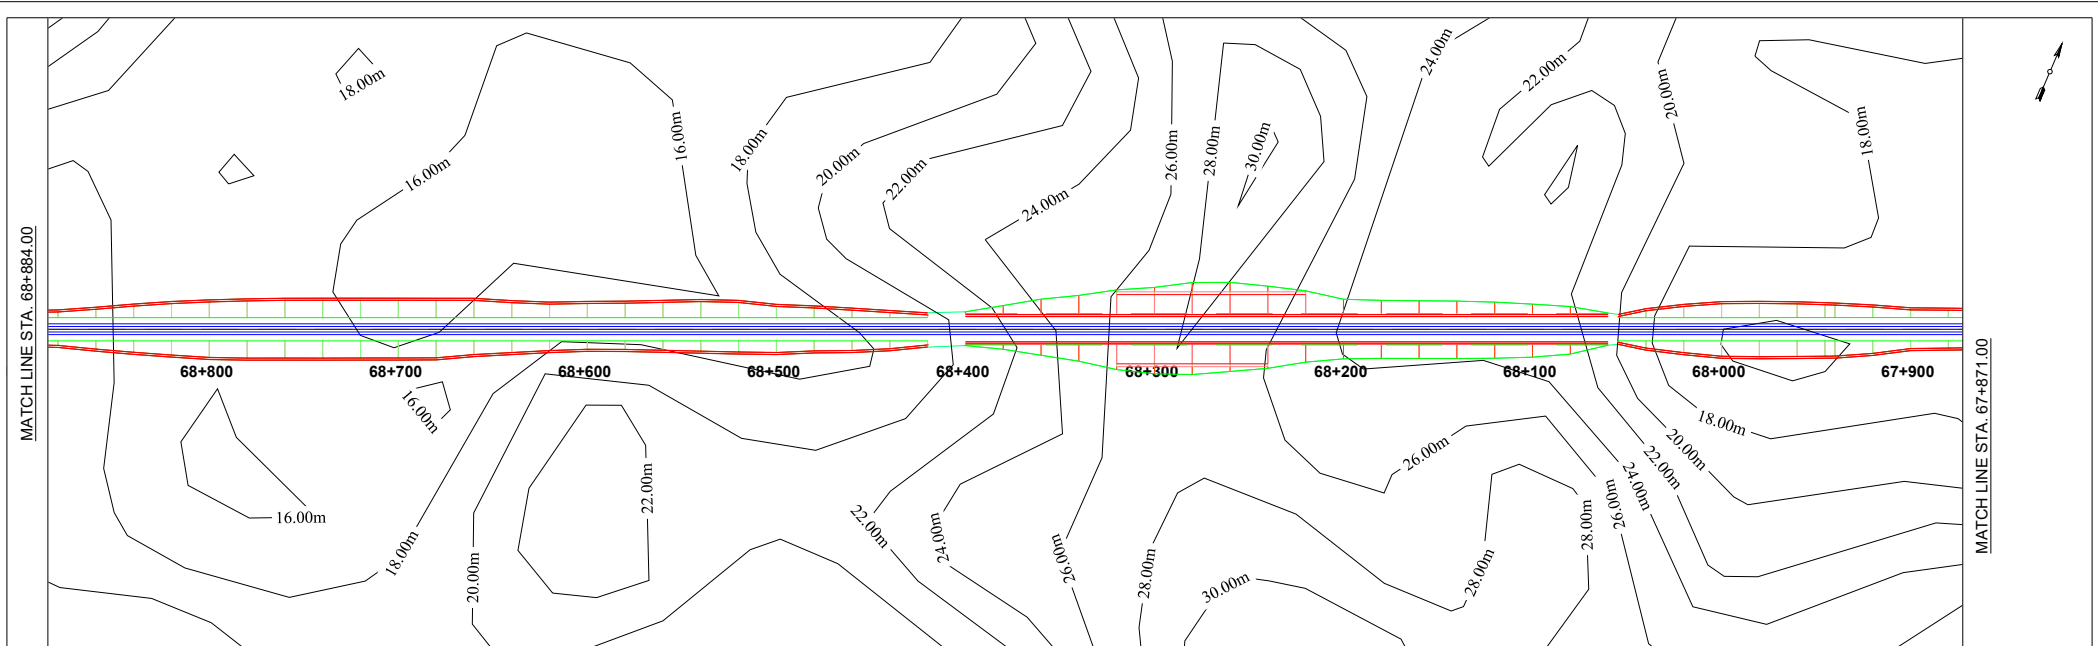 24.00m
22.00m
20.00m
18.00m
16.00m
18.00m
18.00m
26.00m
28.00m
30.00m
20.00m
22.00m
16.00m
24.00m
MATCH LINE STA. 68+884.00
68+800
68+700
68+600
68+500
68+400
68+300
68+200
68+100
68+000
67+900
MATCH LINE STA. 67+871.00
16.00m
18.00m
26.00m
20.00m
22.00m
24.00m
22.00m
26.00m
16.00m
22.00m
28.00m
24.00m
18.00m
26.00m
28.00m
28.00m
20.00m
30.00m